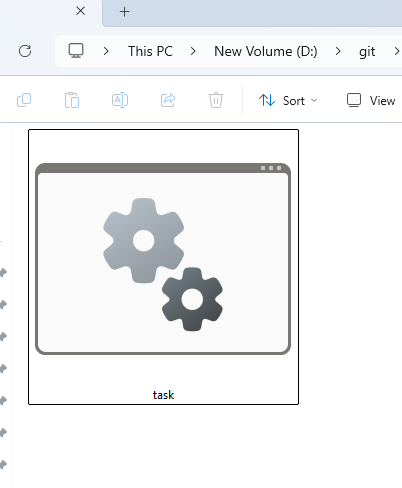 This PC New Volume (D:) git
Sort View
task